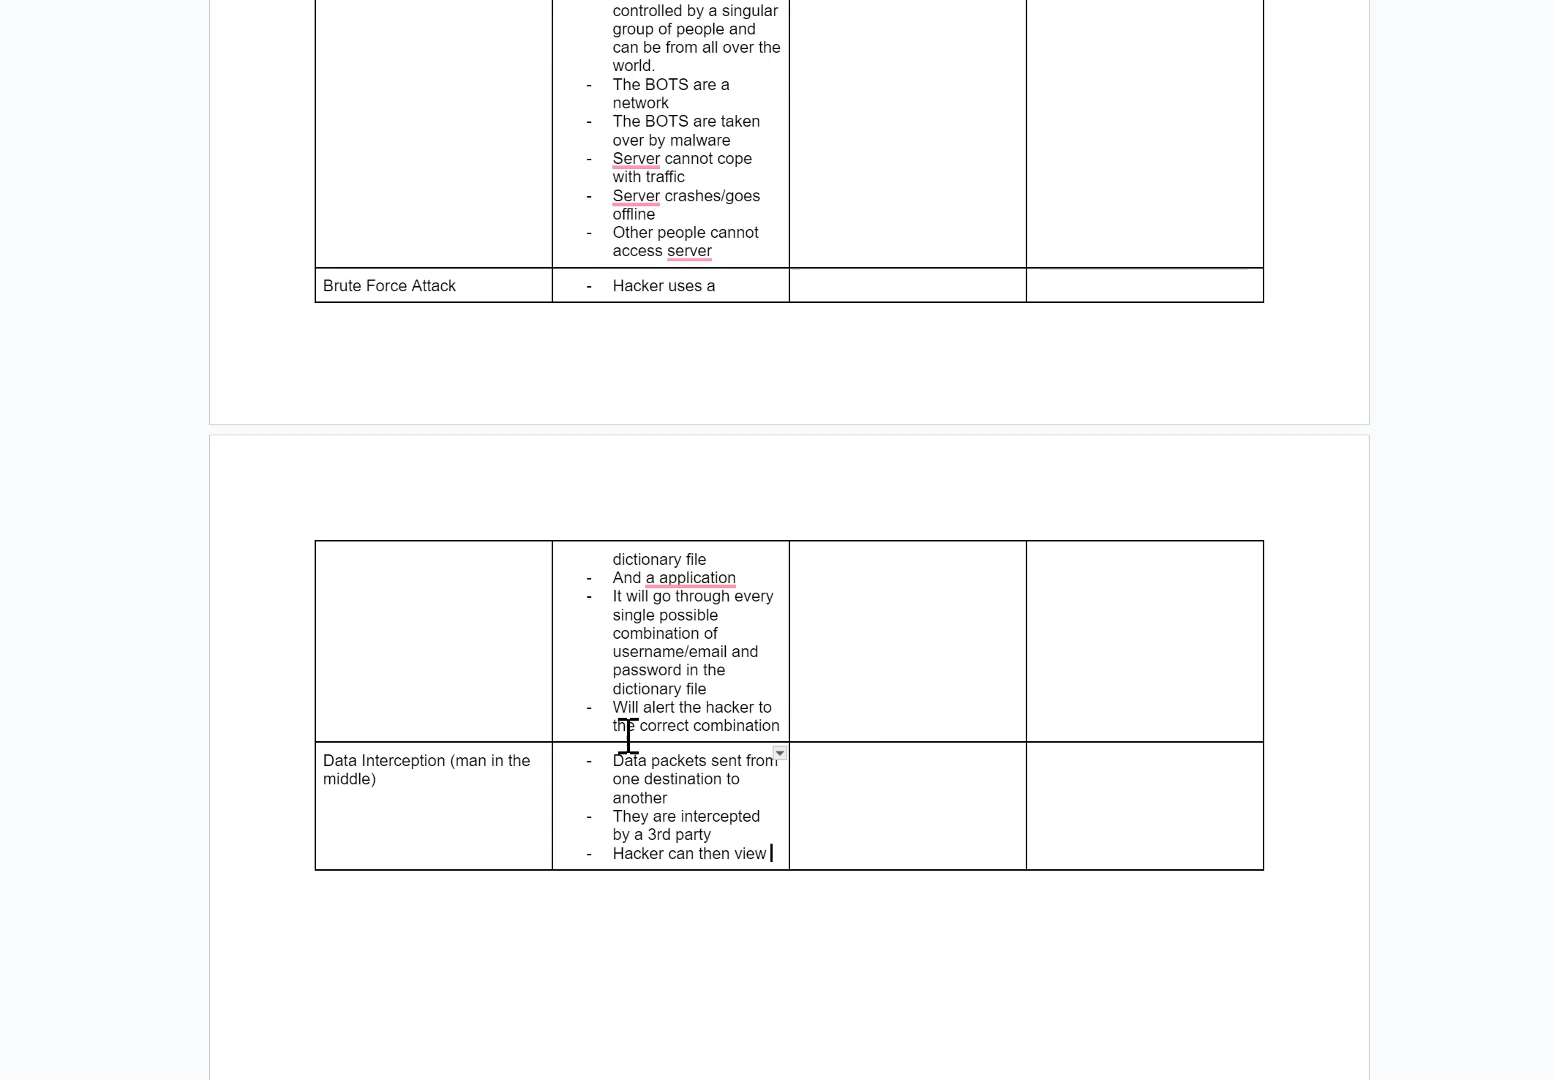 controlled by a singular
group of people and
can be from all over the
world.
- The BOTS are a
network
- The BOTS are taken
over by malware
- Server cannot cope
with traffic
- Server crashes/goes
offline
- Other people cannot
access server
Brute Force Attack
- Hacker uses a
dictionary file
- And a application
- It will go through every
single possible
combination of
username/email and
password in the
dictionary file
- Will alert the hacker to
the correct combination
Data Interception (man in the
middle)
- Data packets sent from
one destination to
another
- They are intercepted
by a 3rd party
- Hacker can then view